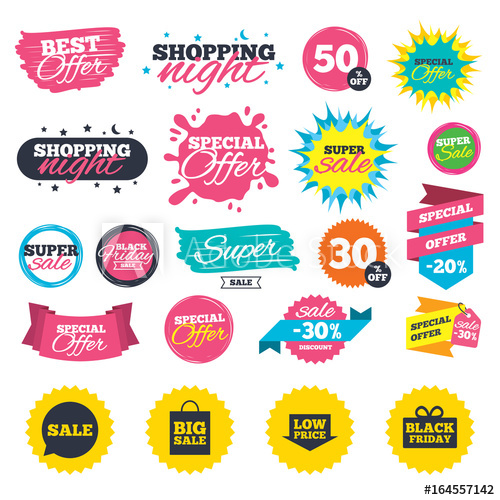 BEST
Offer
SHOPPING
night
50
% OFF
SPECIAL
Offer
SHOPPING
night
SPECIAL
Offer
SUPER
sale
SUPER
Sale
SPECIAL
OFFER
-20%
SUPER
sale
BLACK
Friday
SALE
Super
SALE
30
% OFF
SPECIAL
Offer
SPECIAL
Offer
Sale
-30%
DISCOUNT
SPECIAL
OFFER
Sale
-30%
SALE
BIG
SALE
LOW
PRICE
BLACK
FRIDAY
#164557142